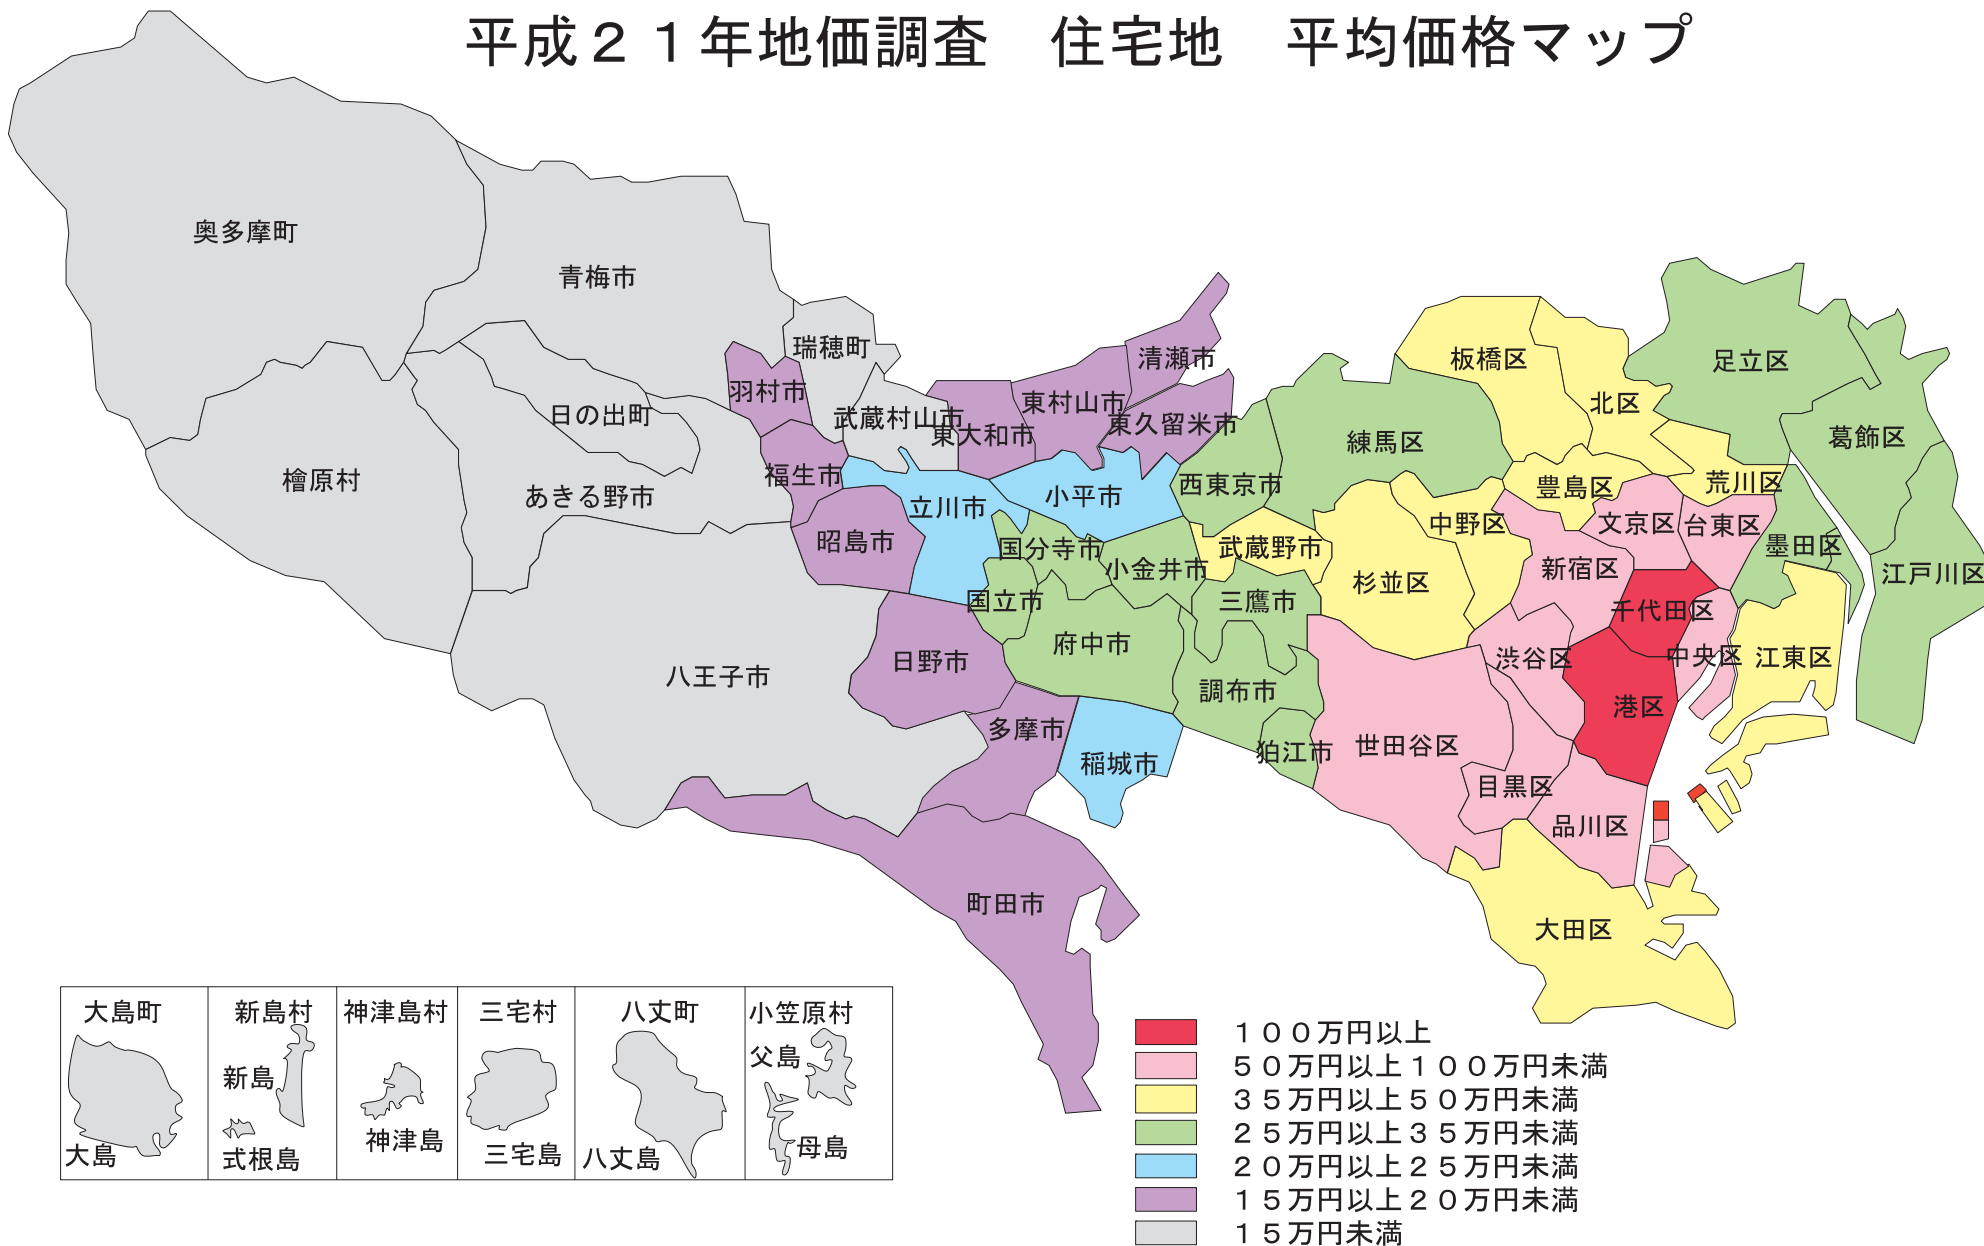 平成２１年地価調査　住宅地　平均価格マップ
奥多摩町
青梅市
瑞穂町
羽村市
日の出町
武蔵村山市
東大和市
東村山市
清瀬市
東久留米市
檜原村
あきる野市
福生市
昭島市
立川市
小平市
西東京市
国分寺市
小金井市
武蔵野市
国立市
府中市
三鷹市
調布市
狛江市
八王子市
日野市
多摩市
稲城市
町田市
板橋区
北区
足立区
葛飾区
練馬区
豊島区
荒川区
中野区
文京区
台東区
墨田区
江戸川区
杉並区
新宿区
千代田区
渋谷区
中央区
江東区
港区
世田谷区
目黒区
品川区
大田区
大島町
大島
新島村
新島
式根島
神津島村
神津島
三宅村
三宅島
八丈町
八丈島
小笠原村
父島
母島
１００万円以上
５０万円以上１００万円未満
３５万円以上５０万円未満
２５万円以上３５万円未満
２０万円以上２５万円未満
１５万円以上２０万円未満
１５万円未満